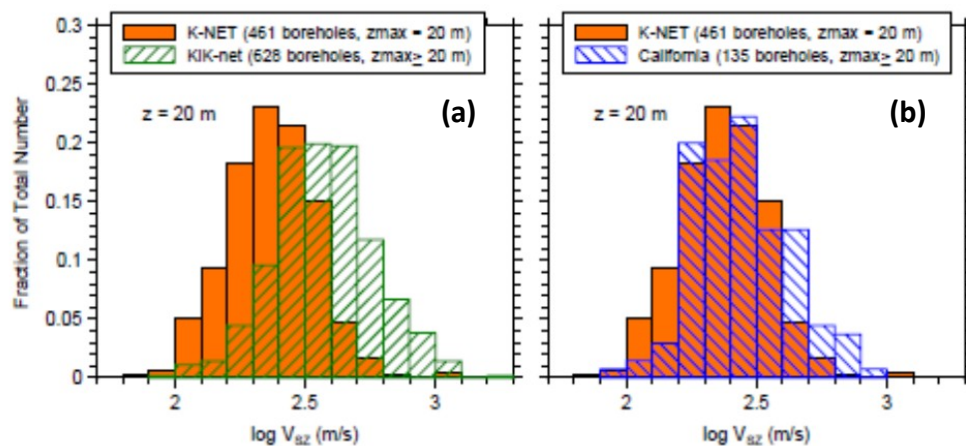 0.3
0.25
0.2
0.15
0.1
0.05
0
Fraction of Total Number
K-NET (461 boreholes, zmax = 20 m)
KiK-net (628 boreholes, zmax≥ 20 m)
z = 20 m
(a)
2
2.5
3
log V_SZ (m/s)
K-NET (461 boreholes, zmax = 20 m)
California (135 boreholes, zmax≥ 20 m)
z = 20 m
(b)
2
2.5
3
log V_SZ (m/s)